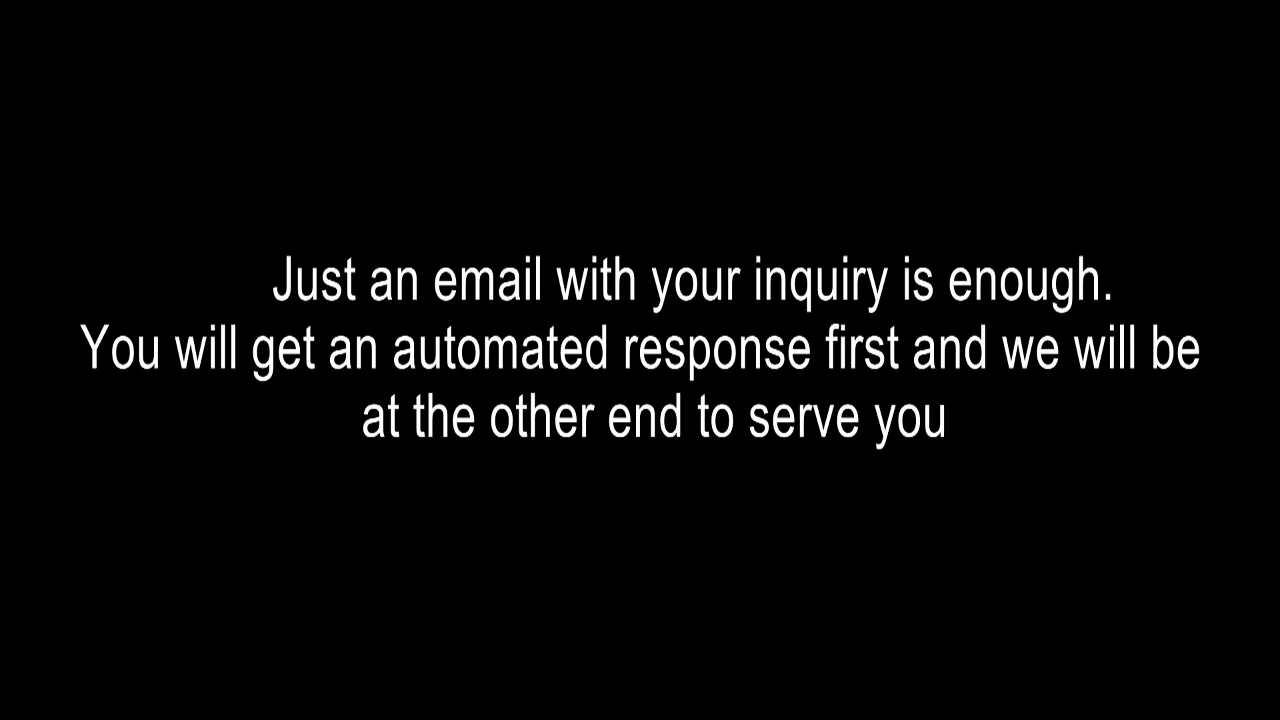 Just an email with your inquiry is enough.
You will get an automated response first and we will be
at the other end to serve you